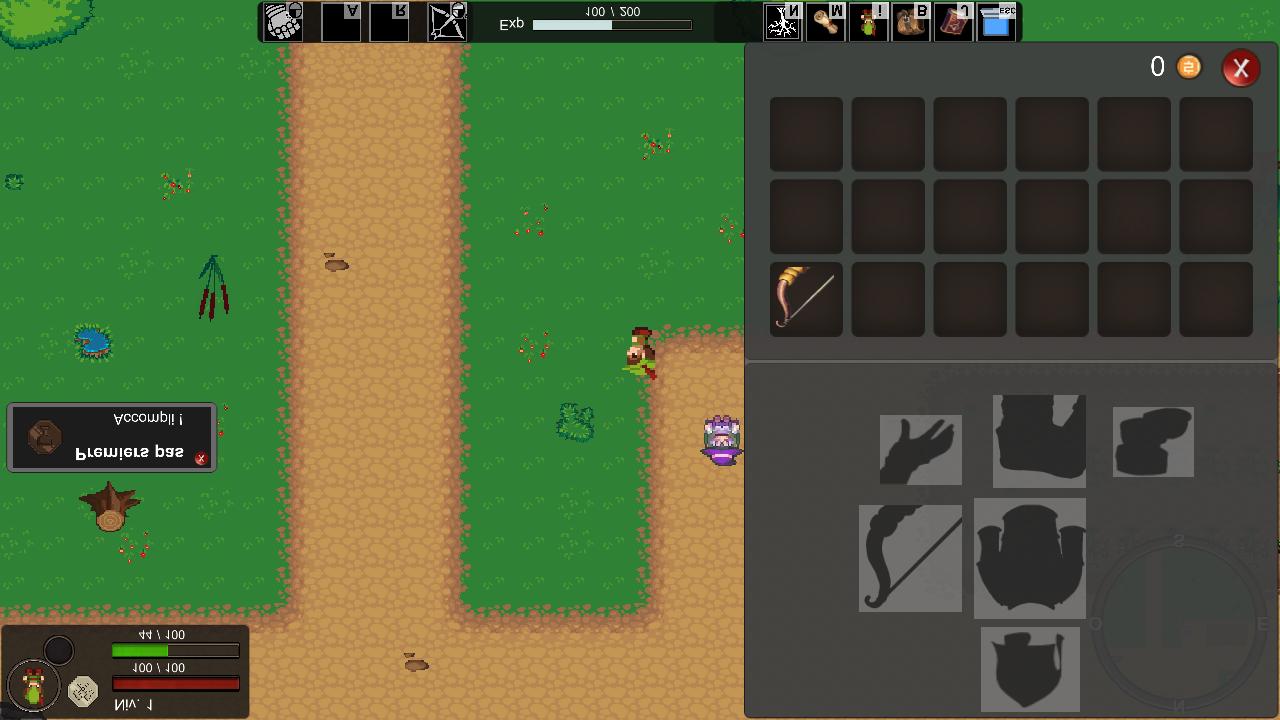 A
R
Exp
100 / 200
N
M
I
B
J
ESC
0
X
Accompli !
Premiers pas
x
44 / 100
100 / 100
Niv. 1
S
O
E
N